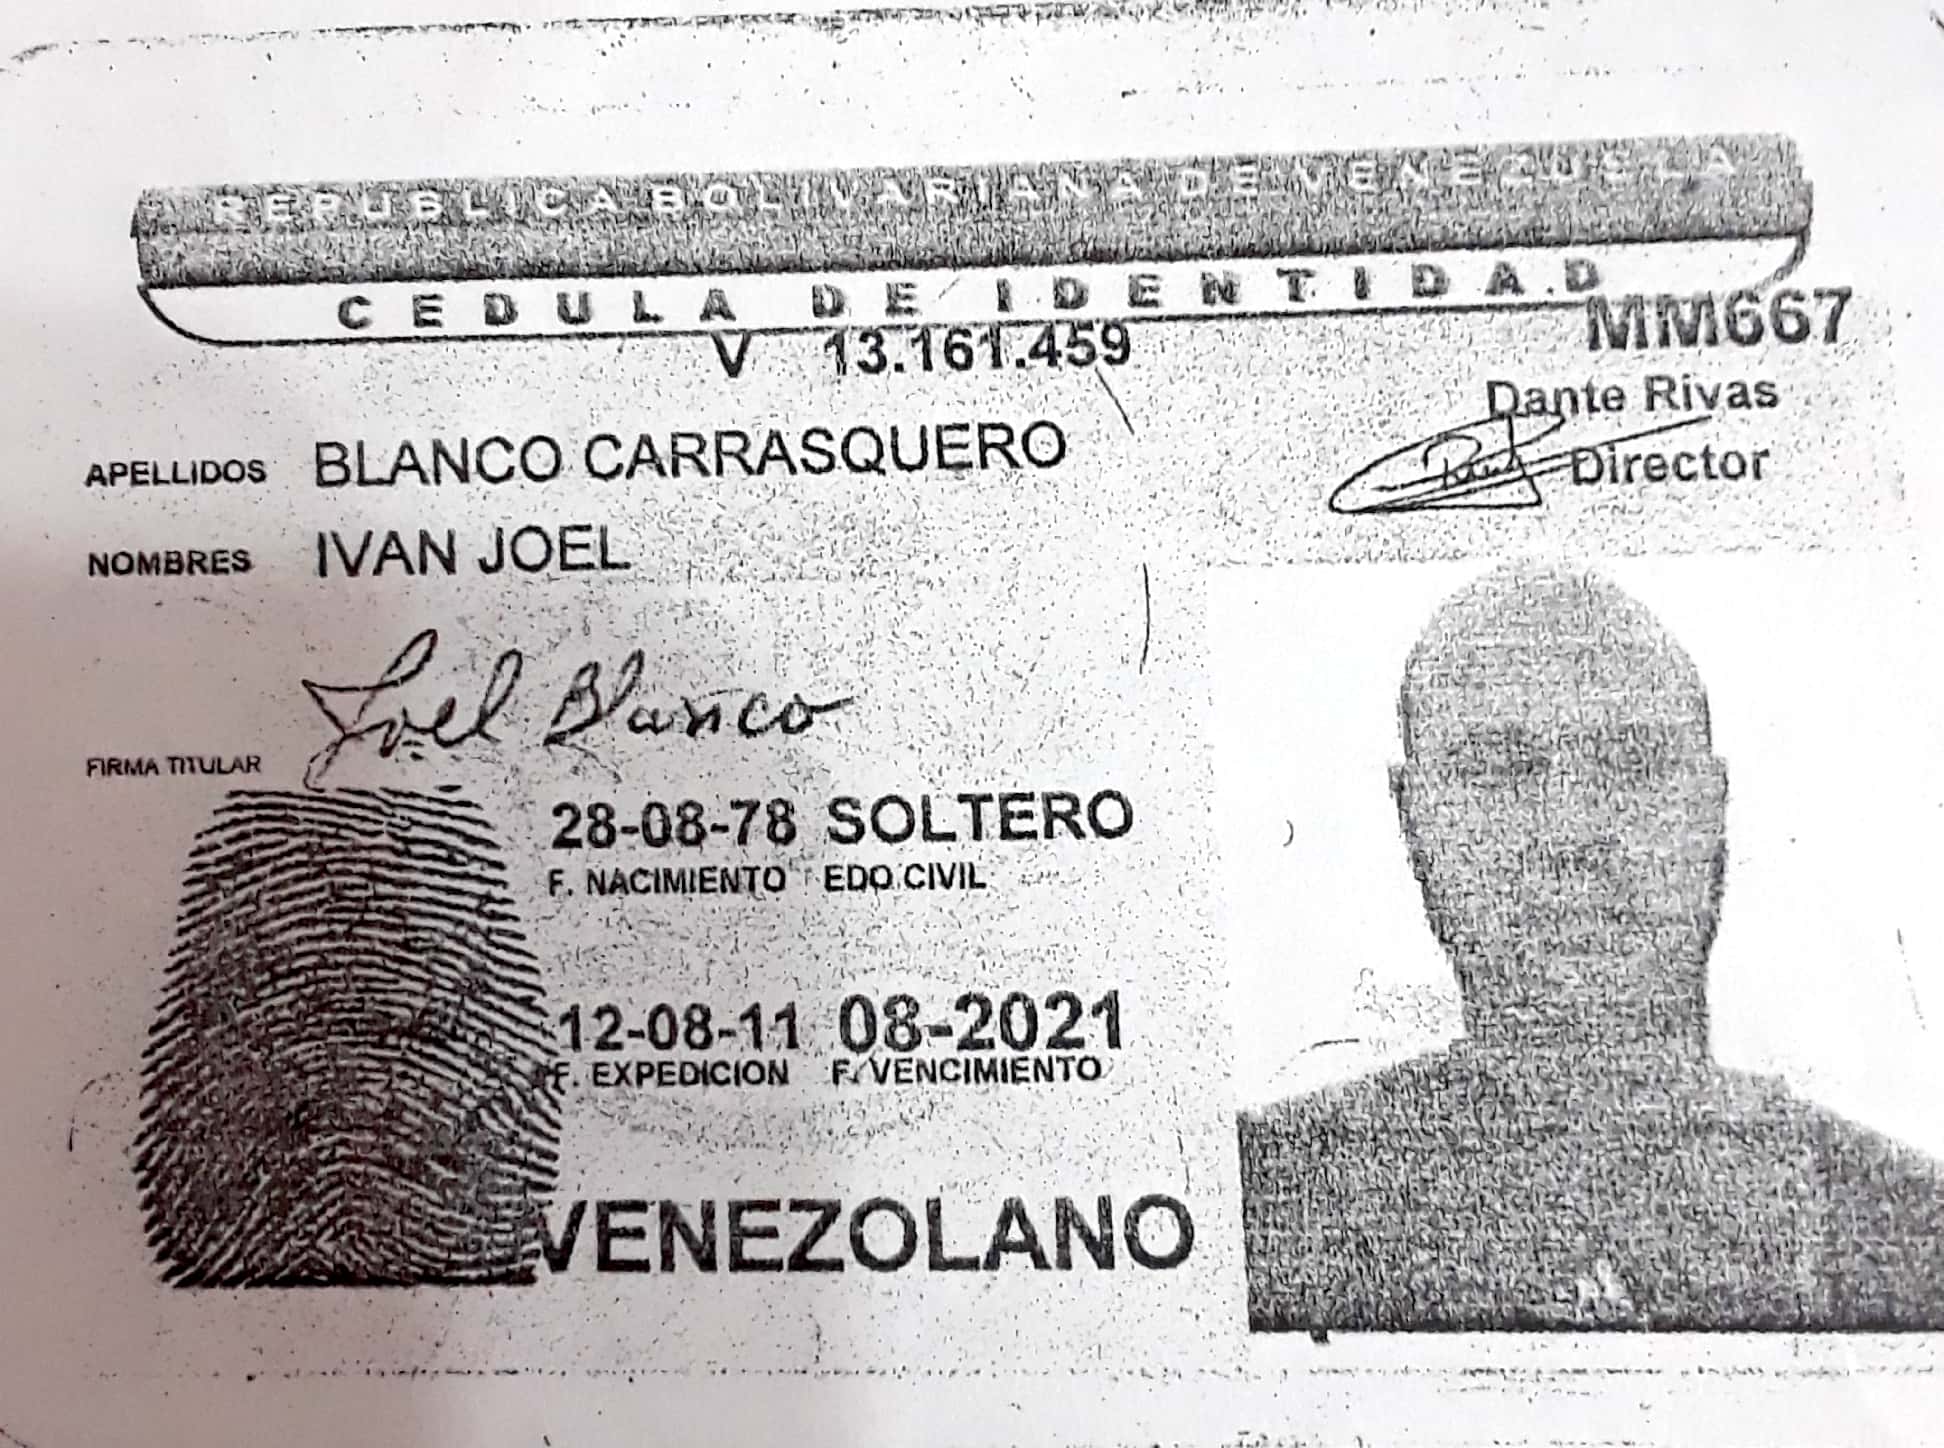 REPUBLICA BOLIVARIANA DE VENEZUELA
CEDULA DE IDENTIDAD
V 13.161.459
MM667
Dante Rivas
Director
APELLIDOS BLANCO CARRASQUERO
NOMBRES IVAN JOEL
Joel Blanco
FIRMA TITULAR
28-08-78 SOLTERO
F. NACIMIENTO EDO CIVIL
12-08-11 08-2021
F. EXPEDICION F. VENCIMIENTO
VENEZOLANO